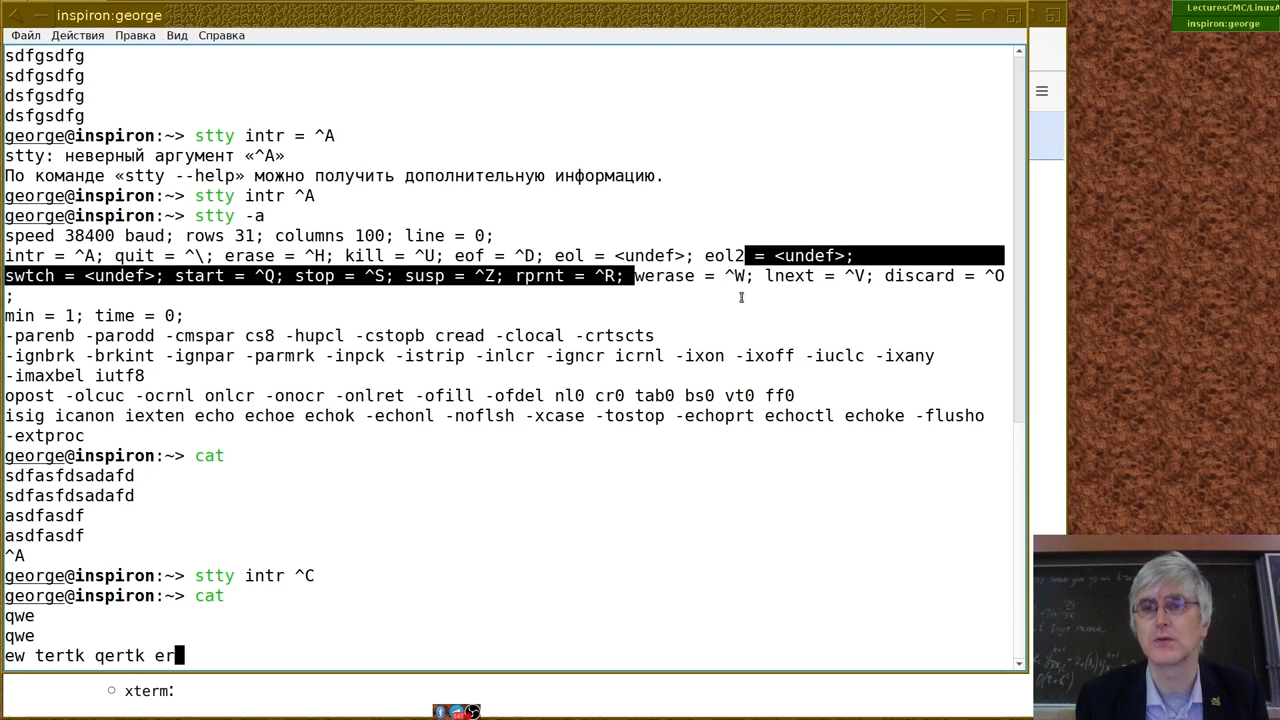 inspiron:george
LecturesCMC/LinuxA
inspiron:george
Файл Действия Правка Вид Справка
sdfgsdfg
sdfgsdfg
dsfgsdfg
dsfgsdfg
george@inspiron:~> stty intr = ^A
stty: неверный аргумент «^A»
По команде «stty --help» можно получить дополнительную информацию.
george@inspiron:~> stty intr ^A
george@inspiron:~> stty -a
speed 38400 baud; rows 31; columns 100; line = 0;
intr = ^A; quit = ^\; erase = ^H; kill = ^U; eof = ^D; eol = <undef>; eol2 = <undef>;
swtch = <undef>; start = ^Q; stop = ^S; susp = ^Z; rprnt = ^R; werase = ^W; lnext = ^V; discard = ^O
;
min = 1; time = 0;
-parenb -parodd -cmspar cs8 -hupcl -cstopb cread -clocal -crtscts
-ignbrk -brkint -ignpar -parmrk -inpck -istrip -inlcr -igncr icrnl -ixon -ixoff -iuclc -ixany
-imaxbel iutf8
opost -olcuc -ocrnl onlcr -onocr -onlret -ofill -ofdel nl0 cr0 tab0 bs0 vt0 ff0
isig icanon iexten echo echoe echok -echonl -noflsh -xcase -tostop -echoprt echoctl echoke -flusho
-extproc
george@inspiron:~> cat
sdfasfdsadafd
sdfasfdsadafd
asdfasdf
asdfasdf
^A
george@inspiron:~> stty intr ^C
george@inspiron:~> cat
qwe
qwe
ew tertk qertk er
xterm: